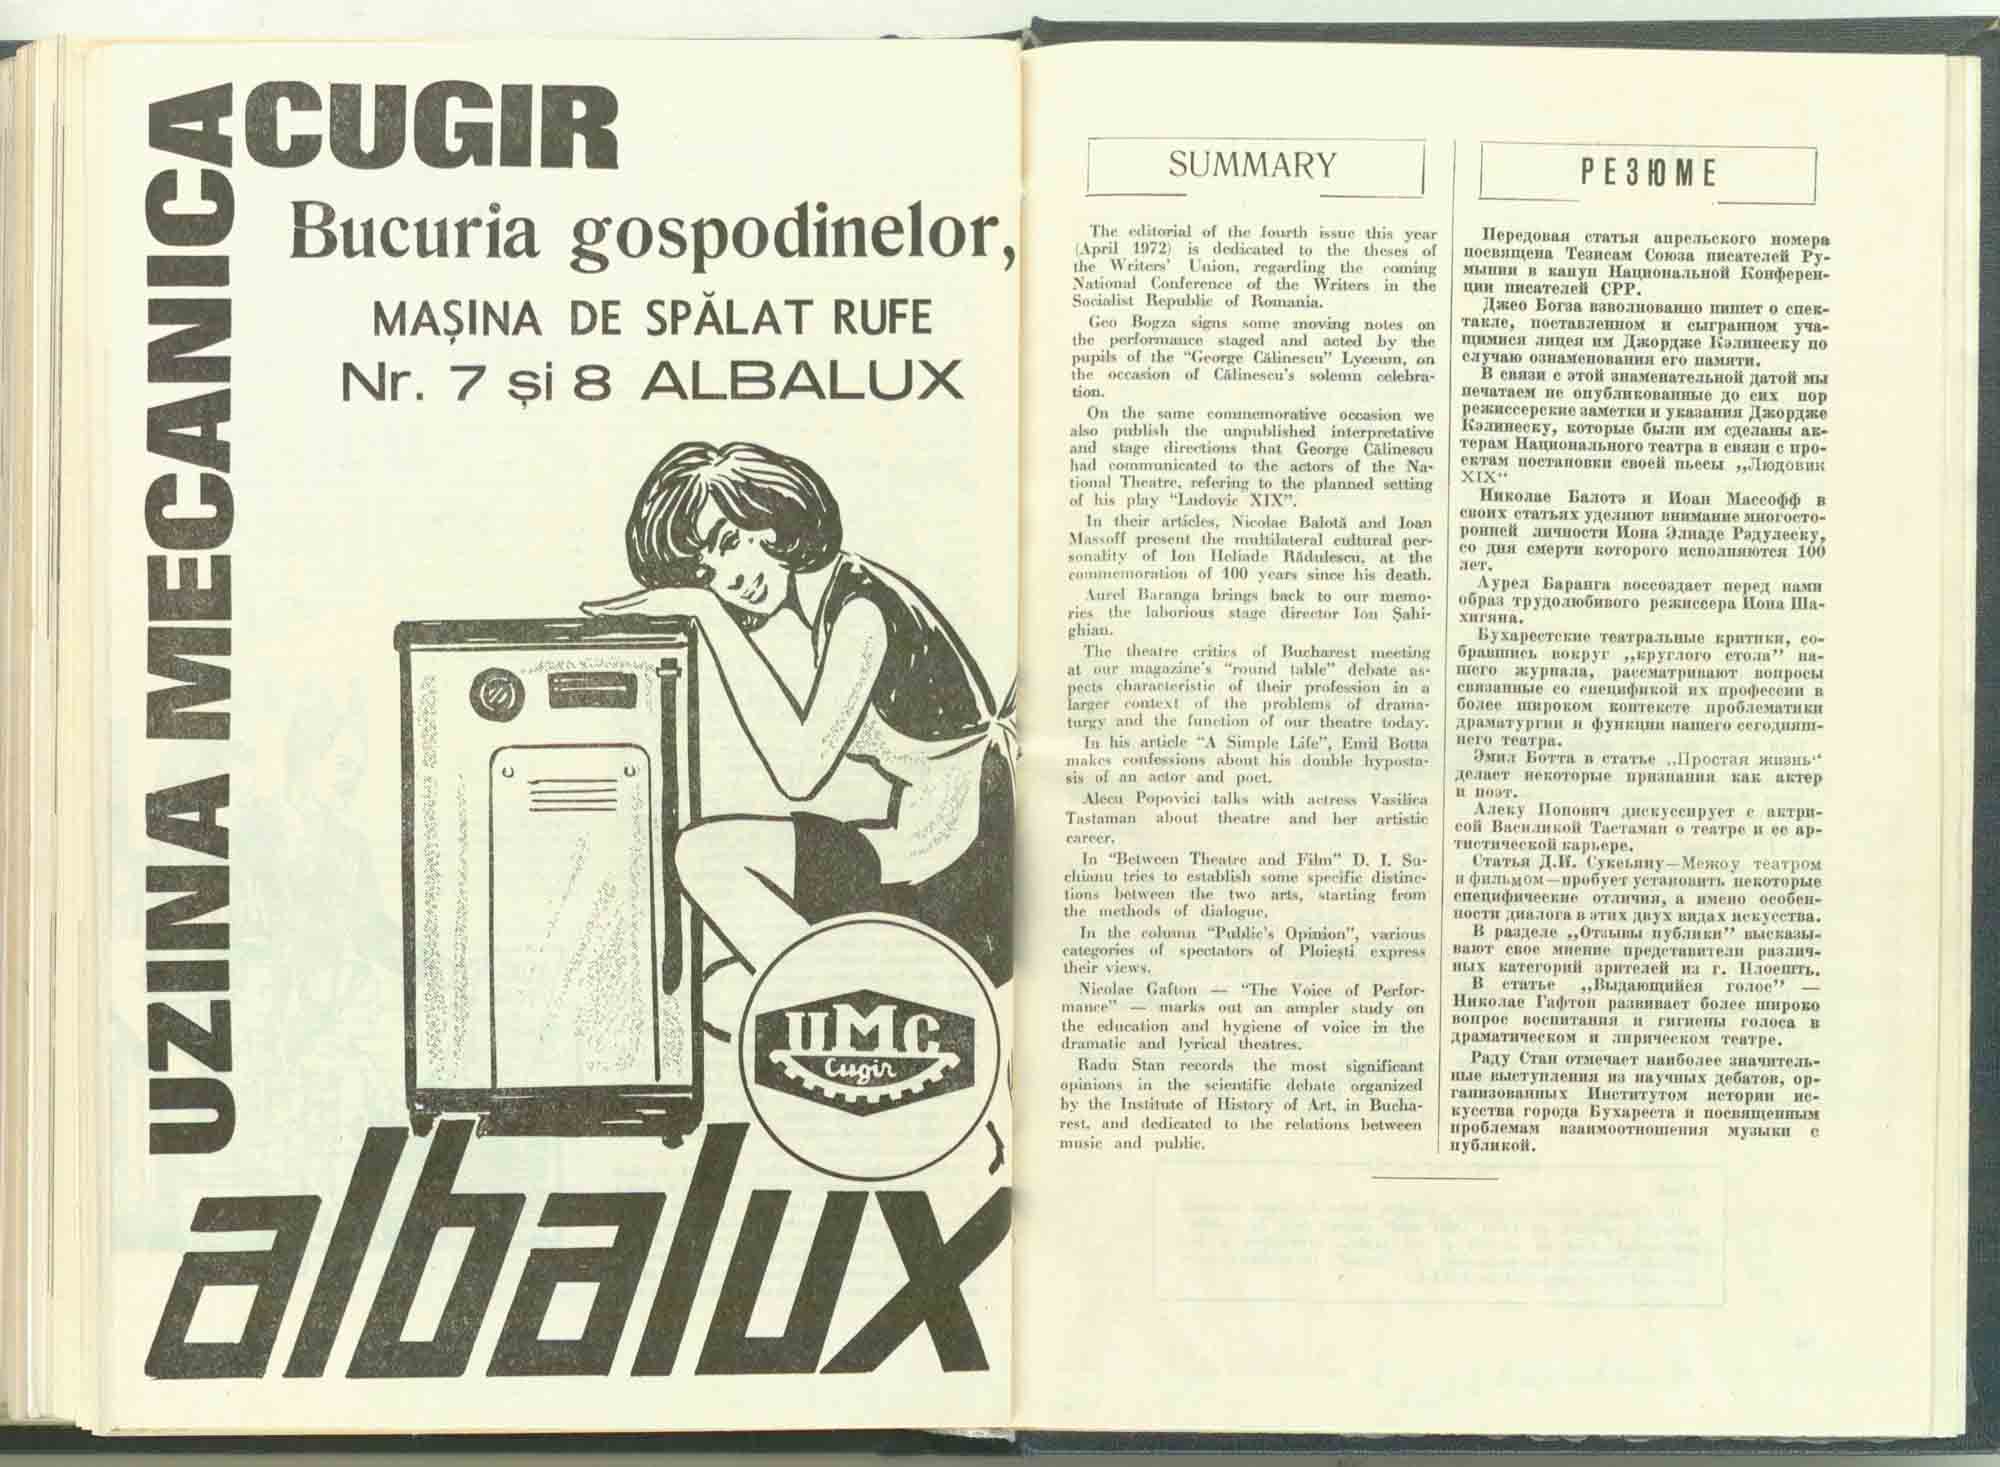 UZINA MECANICA CUGIR
Bucuria gospodinelor,
MAȘINA DE SPĂLAT RUFE
Nr. 7 și 8 ALBALUX
UMC
Cugir
albalux
SUMMARY
The editorial of the fourth issue this year
(April 1972) is dedicated to the theses of
the Writers' Union, regarding the coming
National Conference of the Writers in the
Socialist Republic of Romania.
Geo Bogza signs some moving notes on
the performance staged and acted by the
pupils of the "George Călinescu" Lyceum, on
the occasion of Călinescu's solemn celebra-
tion.
On the same commemorative occasion we
also publish the unpublished interpretative
and stage directions that George Călinescu
had communicated to the actors of the Na-
tional Theatre, refering to the planned setting
of his play "Ludovic XIX".
In their articles, Nicolae Balotă and Ioan
Massoff present the multilateral cultural per-
sonality of Ion Heliade Rădulescu, at the
commemoration of 100 years since his death.
Aurel Baranga brings back to our memo-
ries the laborious stage director Ion Șahi-
ghian.
The theatre critics of Bucharest meeting
at our magazine's "round table" debate as-
pects characteristic of their profession in a
larger context of the problems of drama-
turgy and the function of our theatre today.
In his article "A Simple Life", Emil Botta
makes confessions about his double hyposta-
sis of an actor and poet.
Alecu Popovici talks with actress Vasilica
Tastaman about theatre and her artistic
career.
In "Between Theatre and Film" D. I. Su-
chianu tries to establish some specific distinc-
tions between the two arts, starting from
the methods of dialogue.
In the column "Public's Opinion", various
categories of spectators of Ploiești express
their views.
Nicolae Gafton — "The Voice of Perfor-
mance" — marks out an ampler study on
the education and hygiene of voice in the
dramatic and lyrical theatres.
Radu Stan records the most significant
opinions in the scientific debate organized
by the Institute of History of Art, in Bucha-
rest, and dedicated to the relations between
music and public.
РЕЗЮМЕ
Передовая статья апрельского номера
посвящена Тезисам Союза писателей Ру-
мынии в канун Национальной Конферен-
ции писателей СРР.
Джео Богза взволнованно пишет о спек-
такле, поставленном и сыгранном уча-
щимися лицея им Джордже Кэлинеску по
случаю ознаменования его памяти.
В связи с этой знаменательной датой мы
печатаем не опубликованные до сих пор
режиссерские заметки и указания Джордже
Кэлинеску, которые были им сделаны ак-
терам Национального театра в связи с про-
ектам постановки своей пьесы „Людовик
XIX“
Николае Балотэ и Иоан Массофф в
своих статьях уделяют внимание многосто-
ронней личности Иона Элиаде Рэдулеску,
со дня смерти которого исполняются 100
лет.
Аурел Баранга воссоздает перед нами
образ трудолюбивого режиссера Иона Ша-
хигяна.
Бухарестские театральные критики, со-
бравшись вокруг „круглого стола” на-
шего журнала, рассматривают вопросы
связанные со спецификой их профессии в
более широком контексте проблематики
драматургии и функции нашего сегодняш-
него театра.
Эмил Ботта в статье „Простая жизнь“
делает некоторые признания как актер
и поэт.
Алеку Попович дискуссирует с актри-
сой Василикой Тастаман о театре и ее ар-
тистической карьере.
Статья Д.И. Сукеьяну—Межоу театром
и фильмом—пробует установить некоторые
специфические отличия, а имено особен-
ности диалога в этих двух видах искусства.
В разделе „Отзывы публики” высказы-
вают свое мнение представители различ-
ных категорий зрителей из г. Плоешть.
В статье „Выдающийся голос” —
Николае Гафтон развивает более широко
вопрос воспитания и гигиены голоса в
драматическом и лирическом театре.
Раду Стан отмечает наиболее значитель-
ные выступления из научных дебатов, ор-
ганизованных Институтом истории ис-
кусства города Бухареста и посвященным
проблемам взаимоотношения музыки с
публикой.